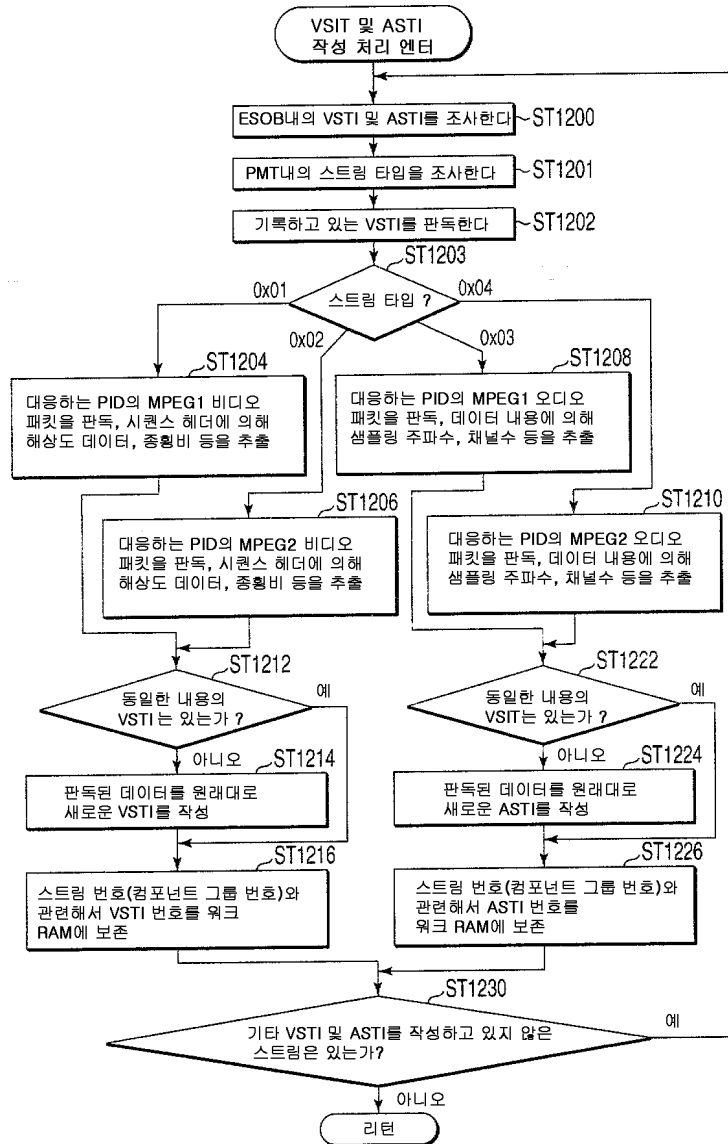 VSIT 및 ASTI
작성 처리 엔터
ESOB내의 VSTI 및 ASTI를 조사한다
ST1200
PMT내의 스트림 타입을 조사한다
ST1201
기록하고 있는 VSTI를 판독한다
ST1202
ST1203
스트림 타입 ?
0x01
0x02
0x03
0x04
ST1204
대응하는 PID의 MPEG1 비디오
패킷을 판독, 시퀀스 헤더에 의해
해상도 데이터, 종횡비 등을 추출
ST1208
대응하는 PID의 MPEG1 오디오
패킷을 판독, 데이터 내용에 의해
샘플링 주파수, 채널수 등을 추출
ST1206
대응하는 PID의 MPEG2 비디오
패킷을 판독, 시퀀스 헤더에 의해
해상도 데이터, 종횡비 등을 추출
ST1210
대응하는 PID의 MPEG2 오디오
패킷을 판독, 데이터 내용에 의해
샘플링 주파수, 채널수 등을 추출
ST1212
동일한 내용의
VSTI는 있는가 ?
예
아니오
ST1222
동일한 내용의
VSIT는 있는가 ?
예
아니오
ST1214
판독된 데이터를 원래대로
새로운 VSTI를 작성
ST1224
판독된 데이터를 원래대로
새로운 ASTI를 작성
ST1216
스트림 번호(컴포넌트 그룹 번호)와
관련해서 VSTI 번호를 워크
RAM에 보존
ST1226
스트림 번호(컴포넌트 그룹 번호)와
관련해서 ASTI 번호를
워크 RAM에 보존
ST1230
기타 VSTI 및 ASTI를 작성하고 있지 않은
스트림은 있는가?
예
아니오
리턴